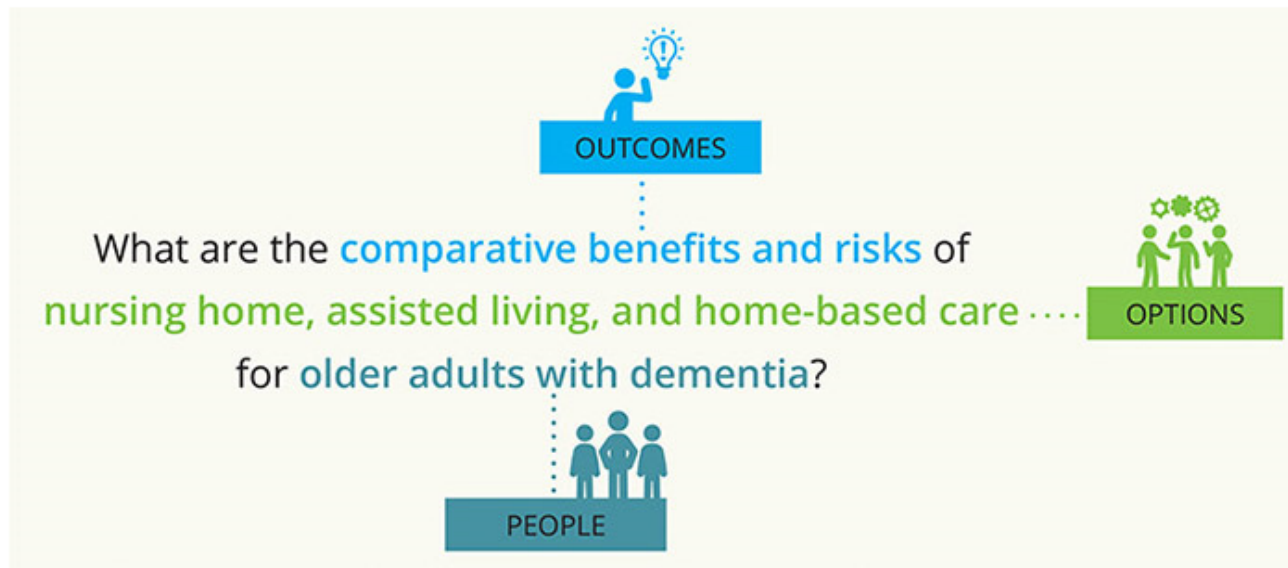 OUTCOMES
What are the comparative benefits and risks of
nursing home, assisted living, and home-based care
OPTIONS
for older adults with dementia?
PEOPLE